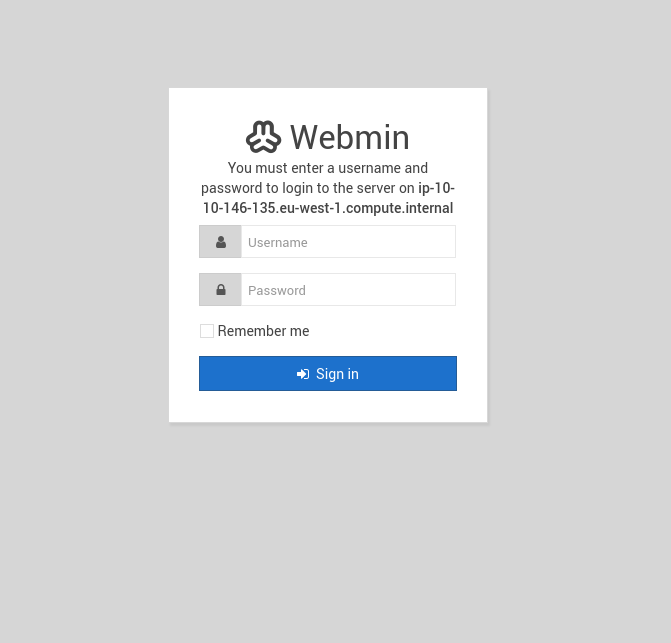 Webmin
You must enter a username and
password to login to the server on ip-10-
10-146-135.eu-west-1.compute.internal
Username
Password
Remember me
Sign in